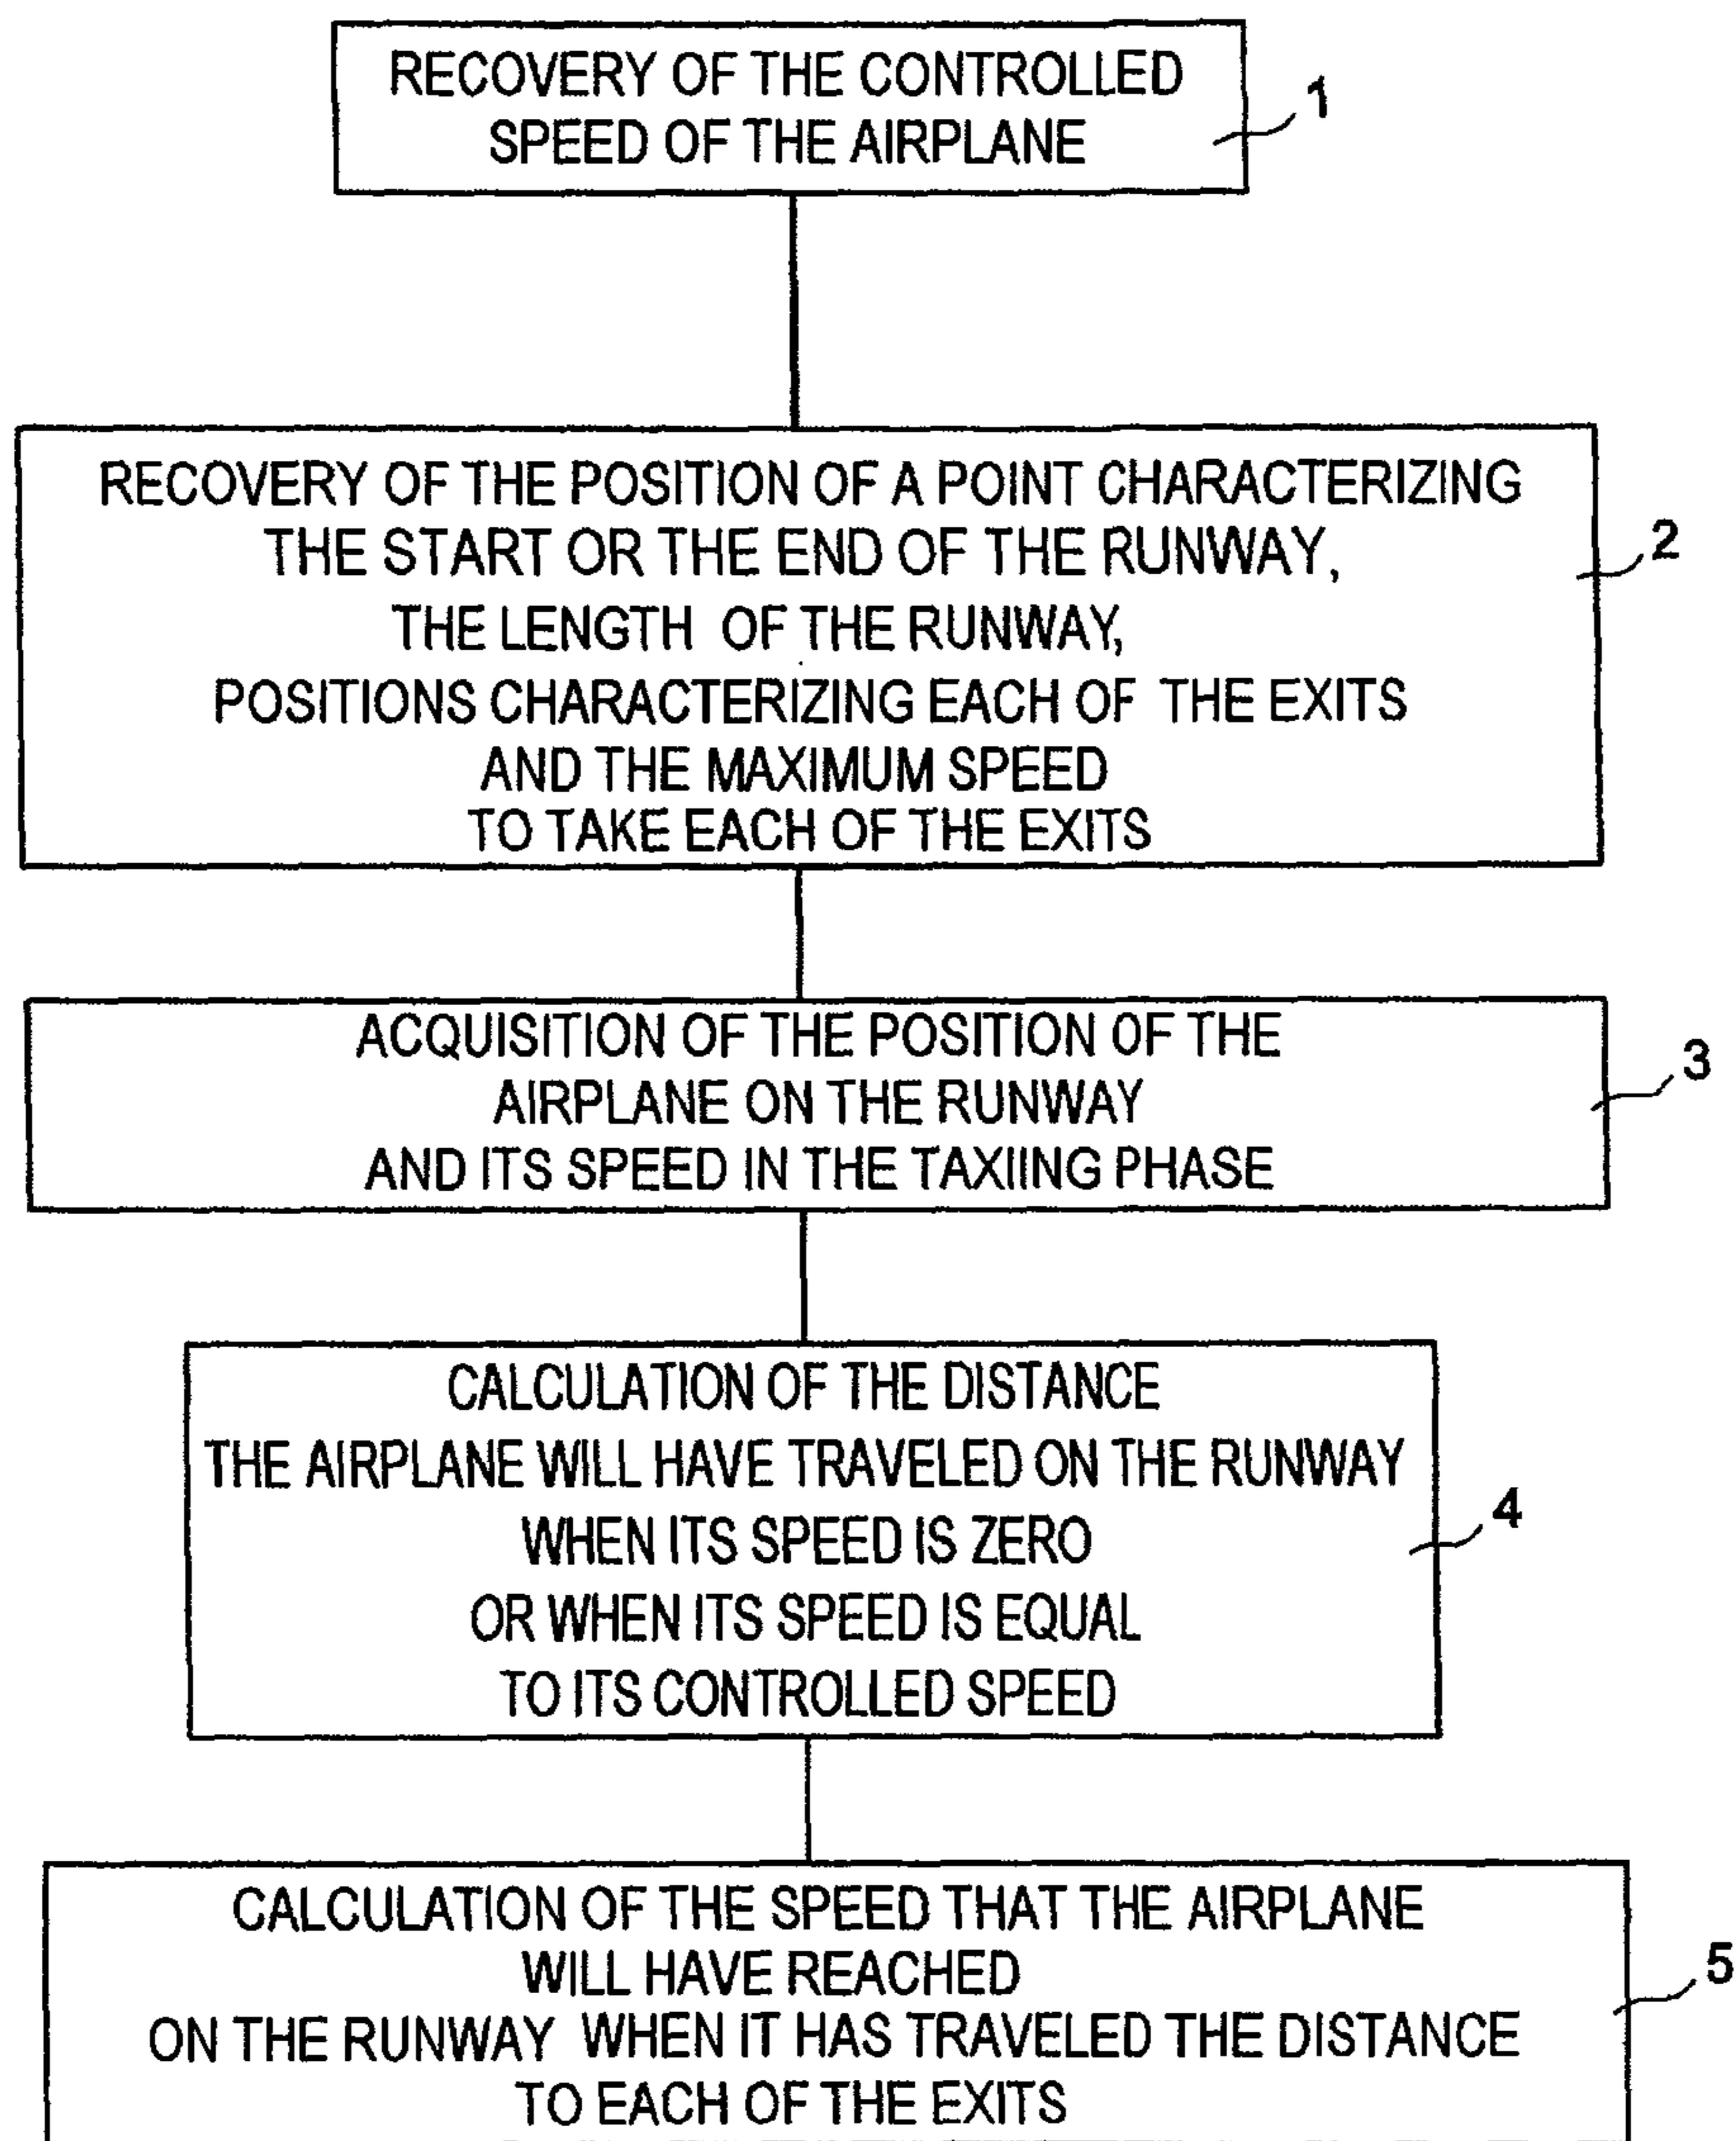 RECOVERY OF THE CONTROLLED
SPEED OF THE AIRPLANE
1
RECOVERY OF THE POSITION OF A POINT CHARACTERIZING
THE START OR THE END OF THE RUNWAY,
THE LENGTH OF THE RUNWAY,
POSITIONS CHARACTERIZING EACH OF THE EXITS
AND THE MAXIMUM SPEED
TO TAKE EACH OF THE EXITS
2
ACQUISITION OF THE POSITION OF THE
AIRPLANE ON THE RUNWAY
AND ITS SPEED IN THE TAXIING PHASE
3
CALCULATION OF THE DISTANCE
THE AIRPLANE WILL HAVE TRAVELED ON THE RUNWAY
WHEN ITS SPEED IS ZERO
OR WHEN ITS SPEED IS EQUAL
TO ITS CONTROLLED SPEED
4
CALCULATION OF THE SPEED THAT THE AIRPLANE
WILL HAVE REACHED
ON THE RUNWAY WHEN IT HAS TRAVELED THE DISTANCE
TO EACH OF THE EXITS
5